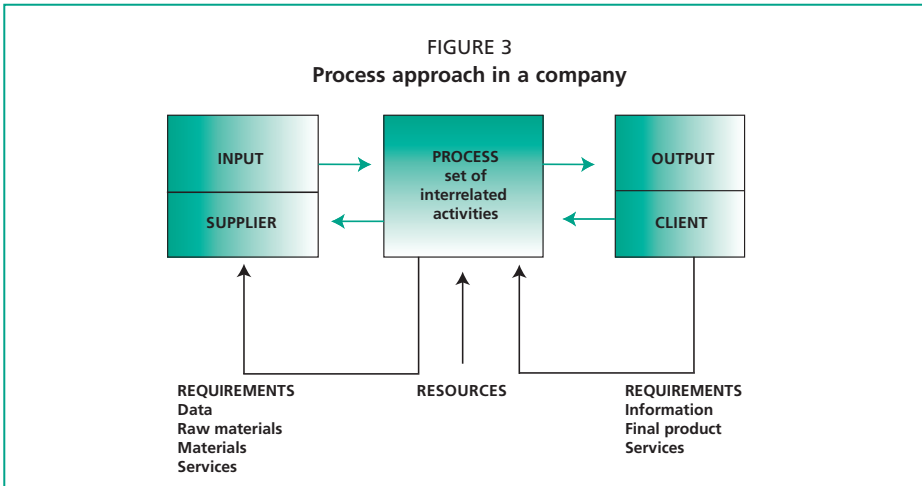 FIGURE 3
Process approach in a company
INPUT
SUPPLIER
PROCESS
set of
interrelated
activities
OUTPUT
CLIENT
REQUIREMENTS
Data
Raw materials
Materials
Services
RESOURCES
REQUIREMENTS
Information
Final product
Services